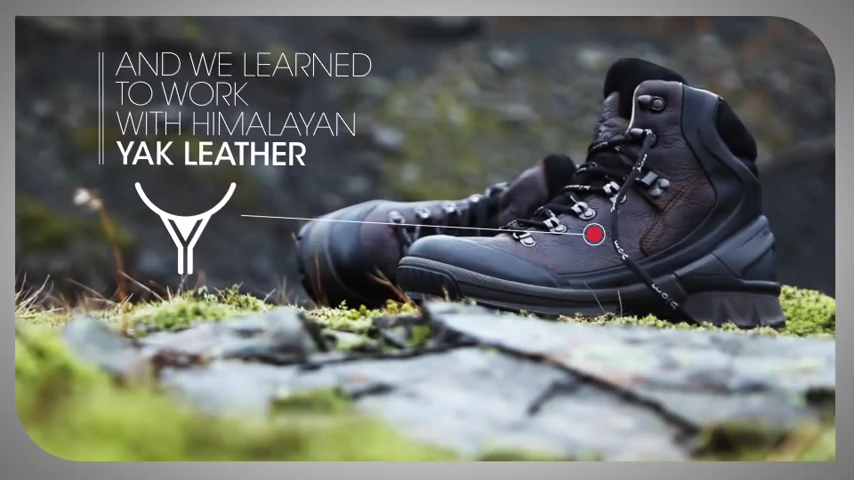 AND WE LEARNED
TO WORK
WITH HIMALAYAN
YAK LEATHER